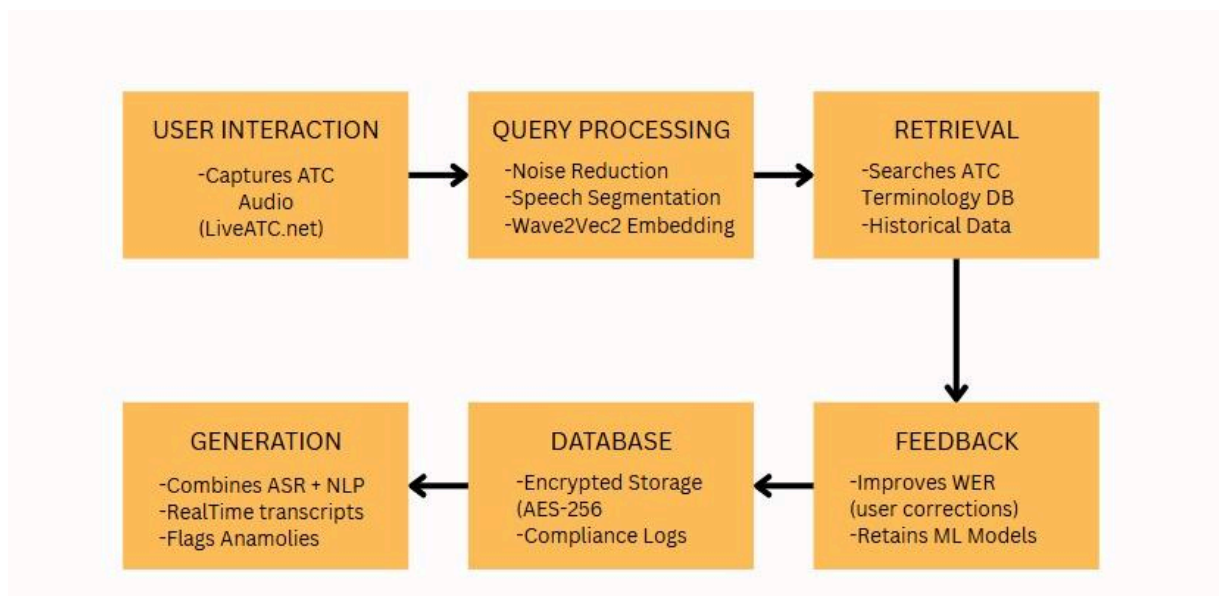 USER INTERACTION
-Captures ATC
Audio
(LiveATC.net)
QUERY PROCESSING
-Noise Reduction
-Speech Segmentation
-Wave2Vec2 Embedding
RETRIEVAL
-Searches ATC
Terminology DB
-Historical Data
GENERATION
-Combines ASR + NLP
-RealTime transcripts
-Flags Anamolies
DATABASE
-Encrypted Storage
(AES-256
-Compliance Logs
FEEDBACK
-Improves WER
(user corrections)
-Retains ML Models